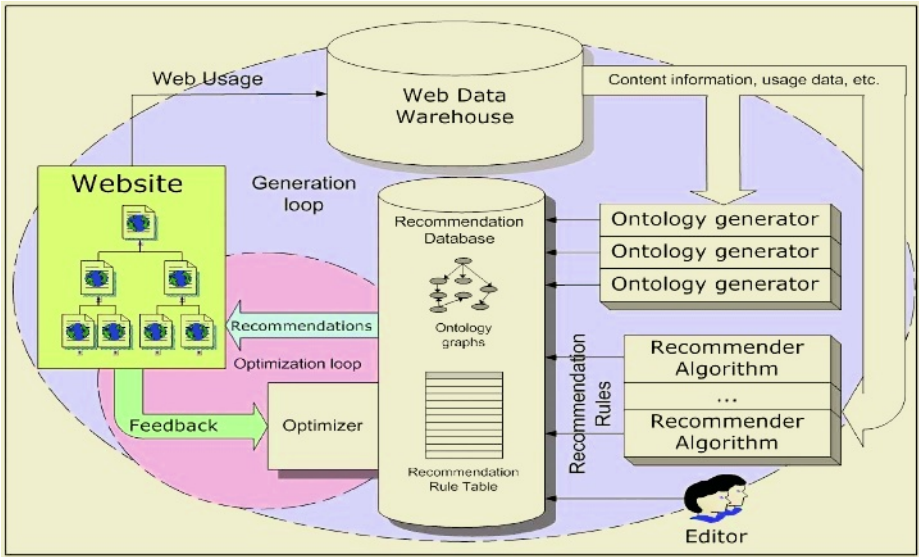 Web Usage
Web Data
Warehouse
Content information, usage data, etc.
Website
Generation
loop
Recommendation
Database
Ontology generator
Ontology generator
Ontology generator
Ontology
graphs
Recommendations
Optimization loop
Feedback
Optimizer
Recommendation
Rule Table
Recommendation
Rules
Recommender
Algorithm
...
Recommender
Algorithm
Editor